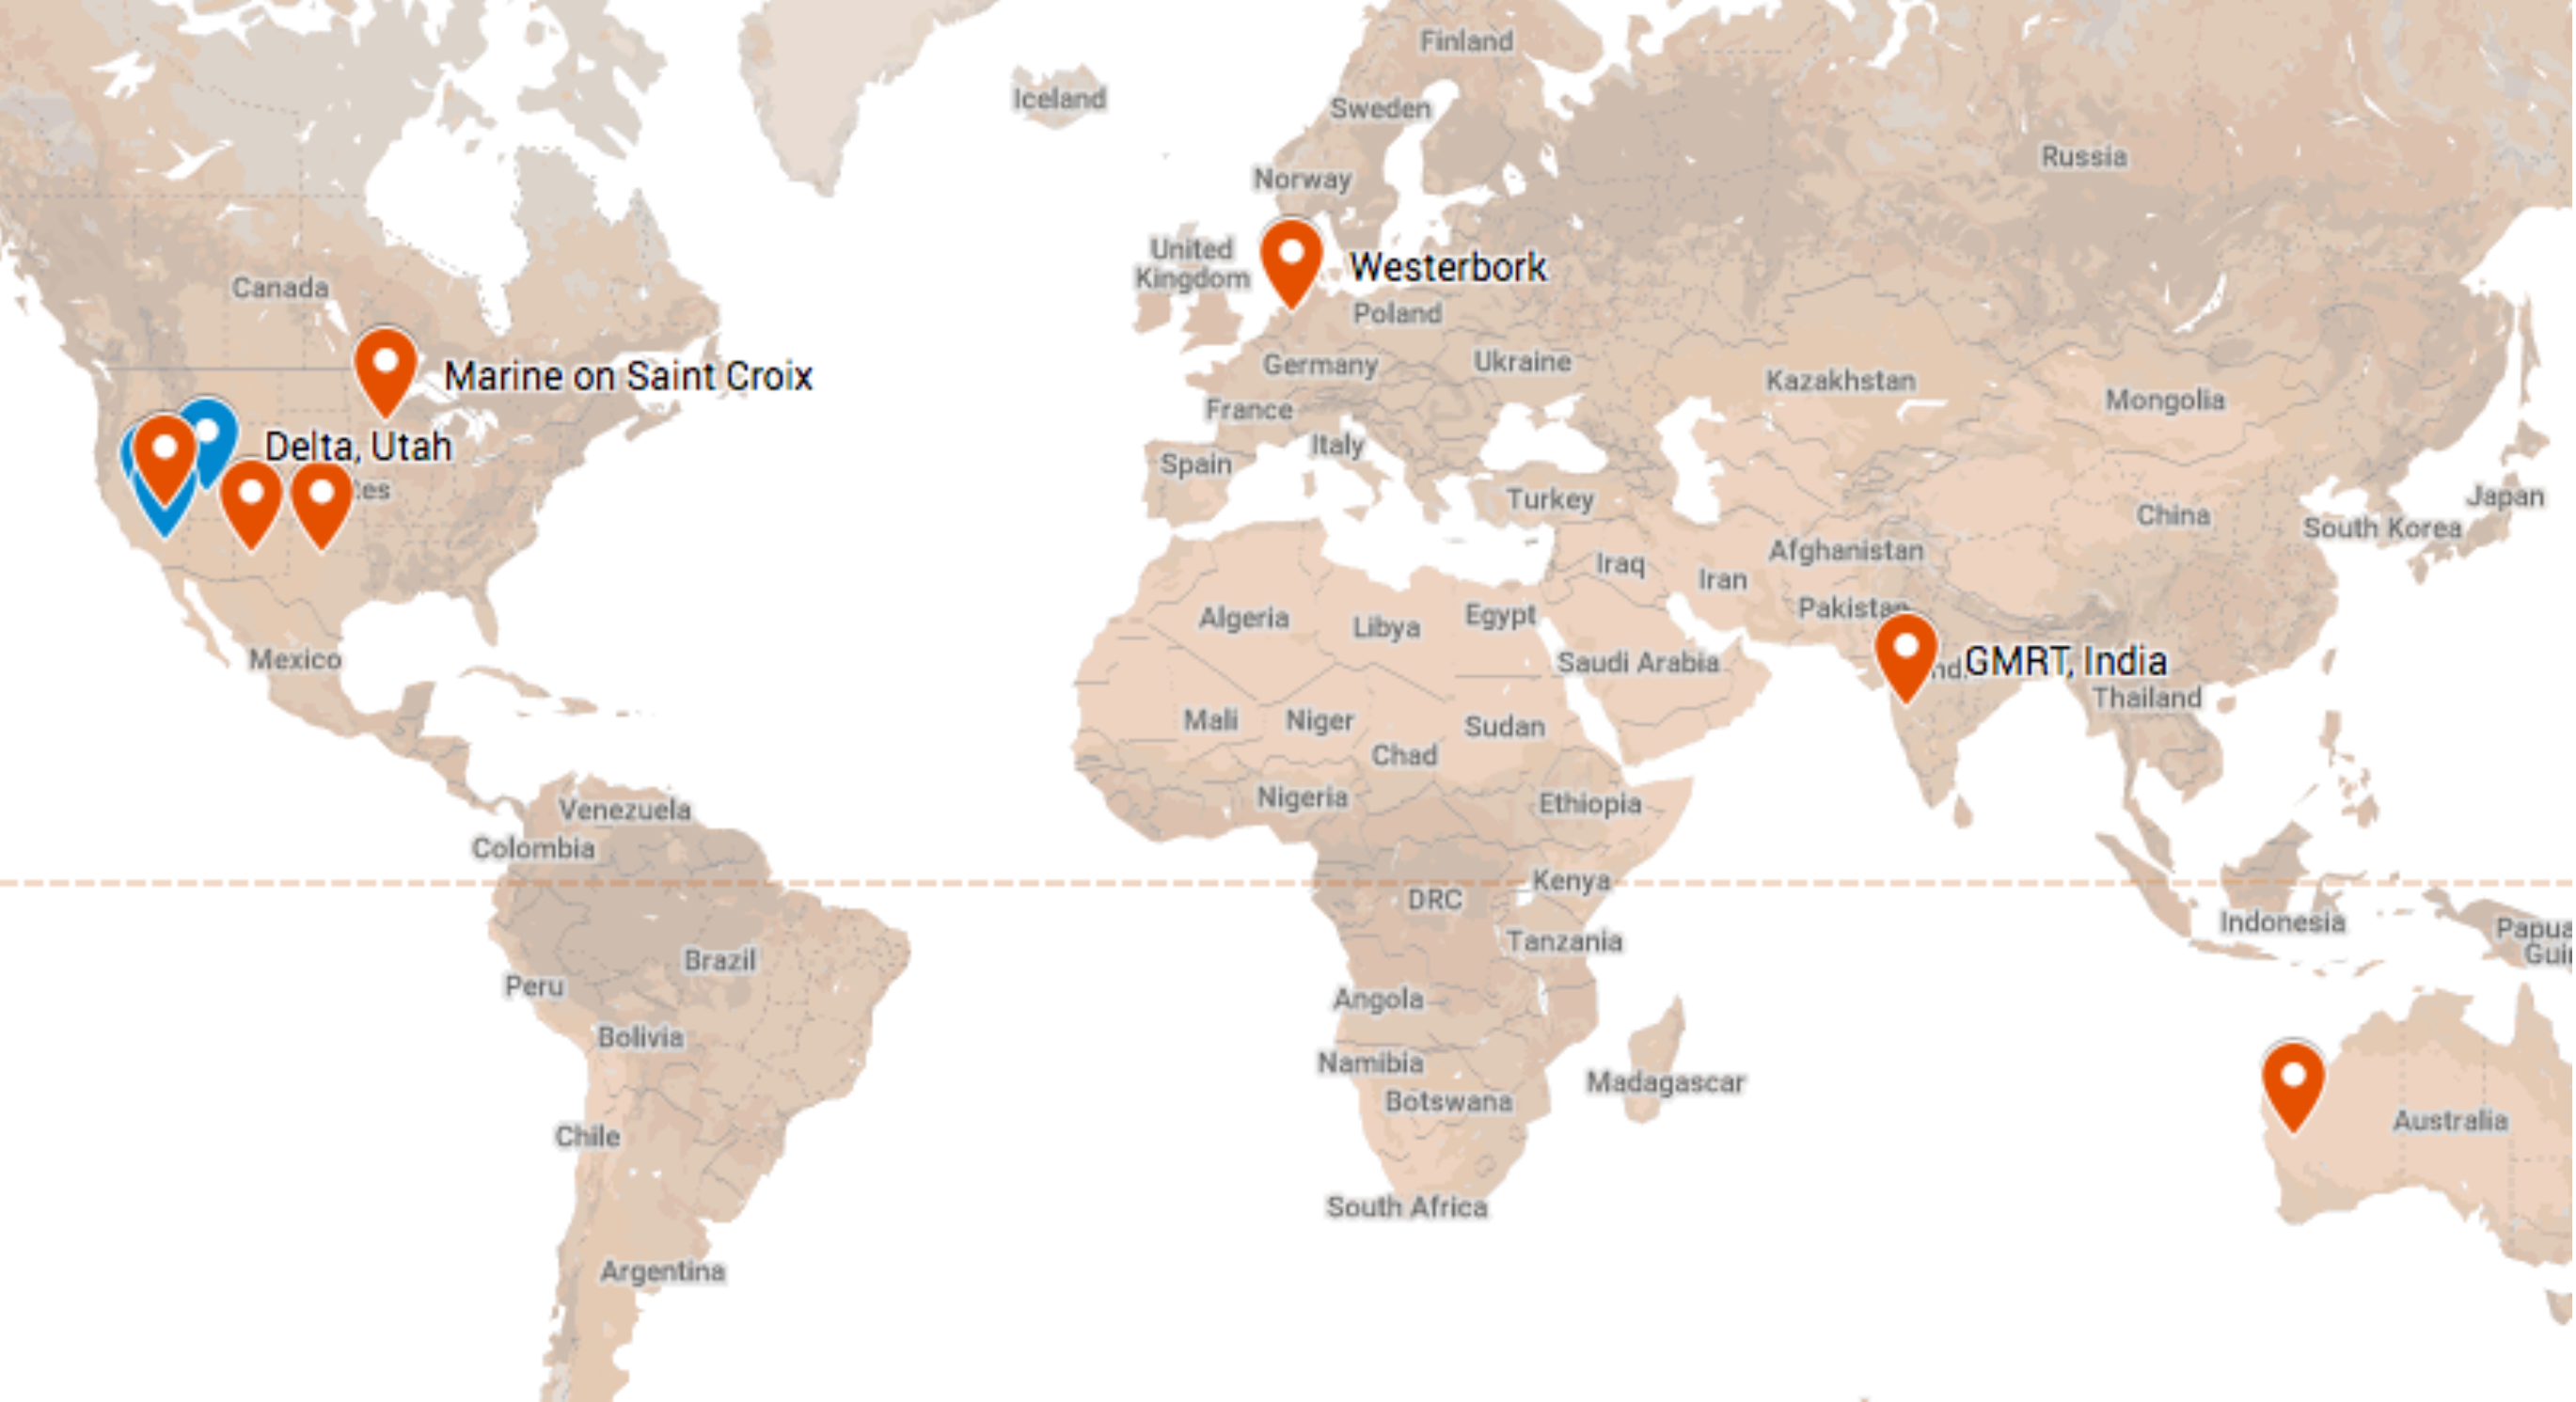 Finland
Iceland
Sweden
Russia
Norway
United
Kingdom
Westerbork
Canada
Poland
Marine on Saint Croix
Germany
Ukraine
Kazakhstan
Mongolia
France
Delta, Utah
Italy
Spain
Turkey
Japan
China
South Korea
Afghanistan
Iraq
Iran
Pakistan
Algeria
Libya
Egypt
Mexico
Saudi Arabia
GMRT, India
Thailand
Mali
Niger
Sudan
Chad
Nigeria
Ethiopia
Venezuela
Colombia
Kenya
DRC
Indonesia
Papua
Tanzania
Brazil
Peru
Angola
Bolivia
Namibia
Madagascar
Botswana
Australia
Chile
South Africa
Argentina